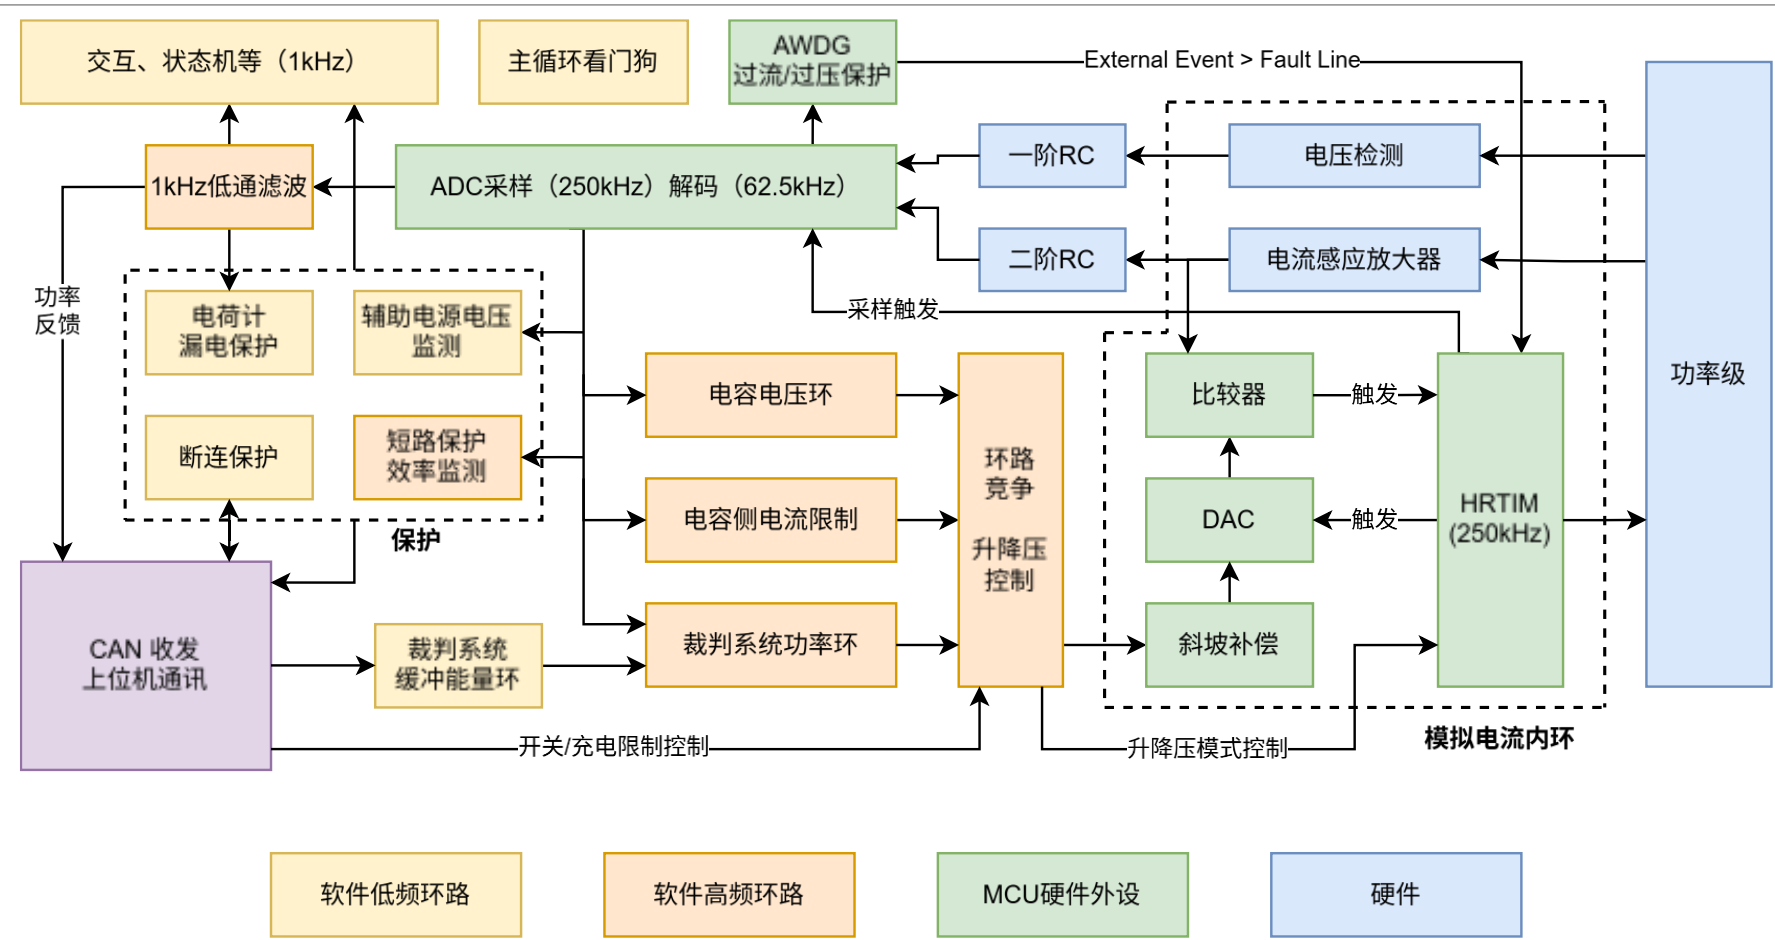 交互、状态机等（1kHz）
主循环看门狗
AWDG
过流/过压保护
External Event > Fault Line
一阶RC
电压检测
1kHz低通滤波
ADC采样（250kHz）解码（62.5kHz）
二阶RC
电流感应放大器
功率
反馈
电荷计
漏电保护
辅助电源电压
监测
采样触发
功率级
断连保护
短路保护
效率监测
保护
电容电压环
电容侧电流限制
裁判系统功率环
环路
竞争
升降压
控制
比较器
触发
DAC
触发
斜坡补偿
HRTIM
(250kHz)
CAN 收发
上位机通讯
裁判系统
缓冲能量环
开关/充电限制控制
升降压模式控制
模拟电流内环
软件低频环路
软件高频环路
MCU硬件外设
硬件